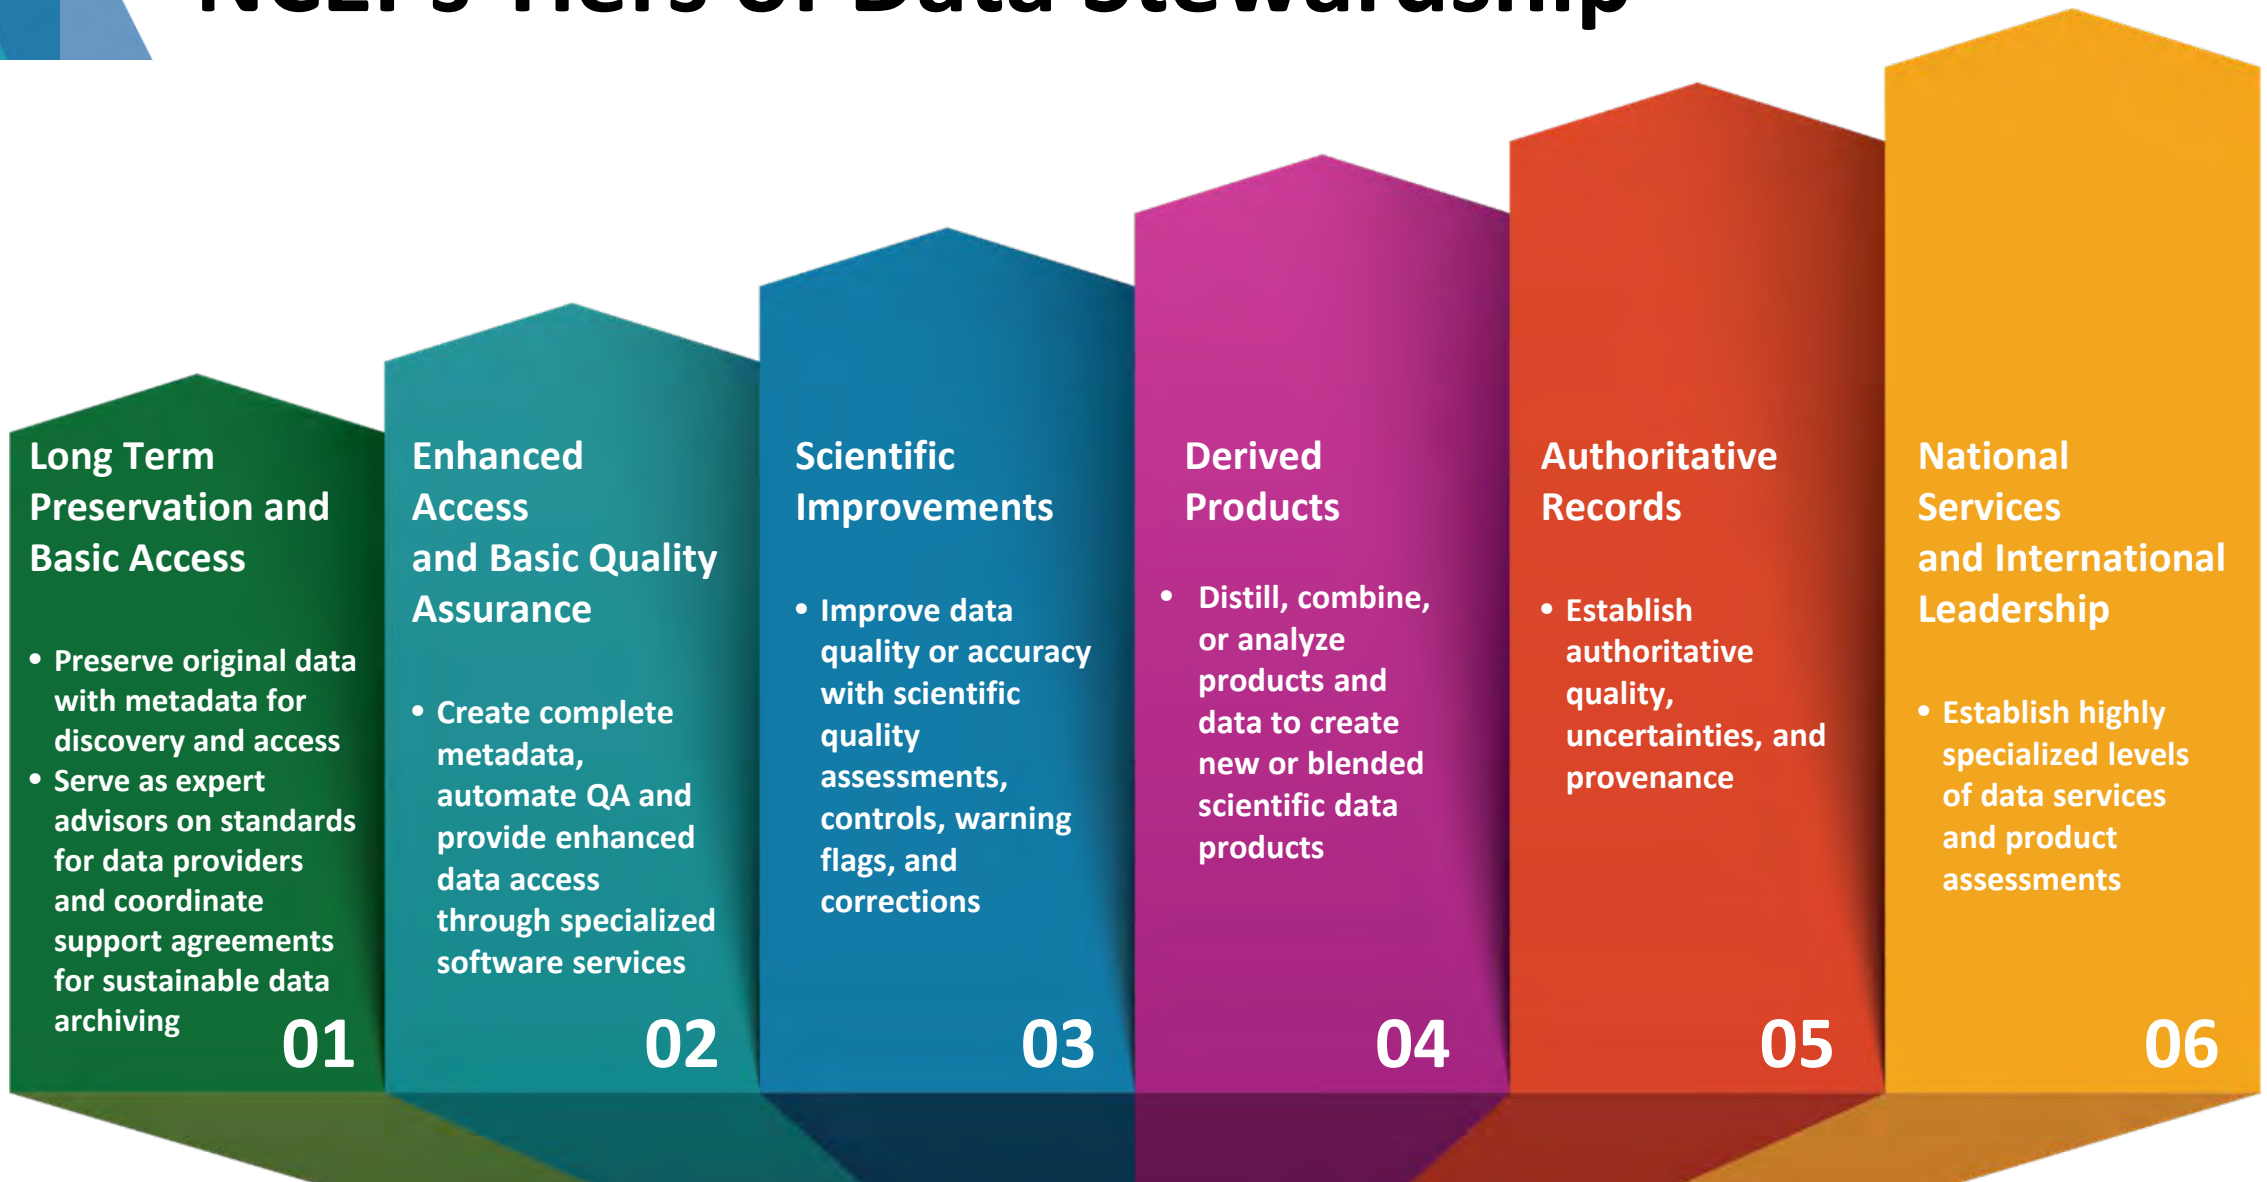 NCEI's Tiers of Data Stewardship
Long Term
Preservation and
Basic Access
• Preserve original data
with metadata for
discovery and access
• Serve as expert
advisors on standards
for data providers
and coordinate
support agreements
for sustainable data
archiving
01
Enhanced
Access
and Basic Quality
Assurance
• Create complete
metadata,
automate QA and
provide enhanced
data access
through specialized
software services
02
Scientific
Improvements
• Improve data
quality or accuracy
with scientific
quality
assessments,
controls, warning
flags, and
corrections
03
Derived
Products
• Distill, combine,
or analyze
products and
data to create
new or blended
scientific data
products
04
Authoritative
Records
• Establish
authoritative
quality,
uncertainties, and
provenance
05
National
Services
and International
Leadership
• Establish highly
specialized levels
of data services
and product
assessments
06